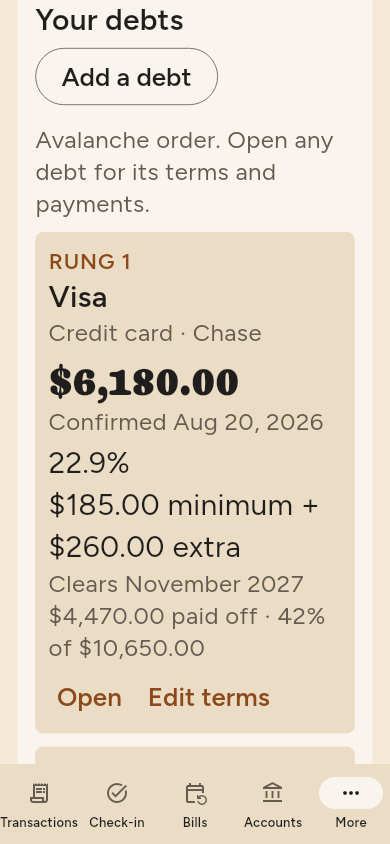 Your debts
Add a debt
Avalanche order. Open any
debt for its terms and
payments.
RUNG 1
Visa
Credit card · Chase
$6,180.00
Confirmed Aug 20, 2026
22.9%
$185.00 minimum +
$260.00 extra
Clears November 2027
$4,470.00 paid off · 42%
of $10,650.00
Open Edit terms
Transactions Check-in Bills Accounts More